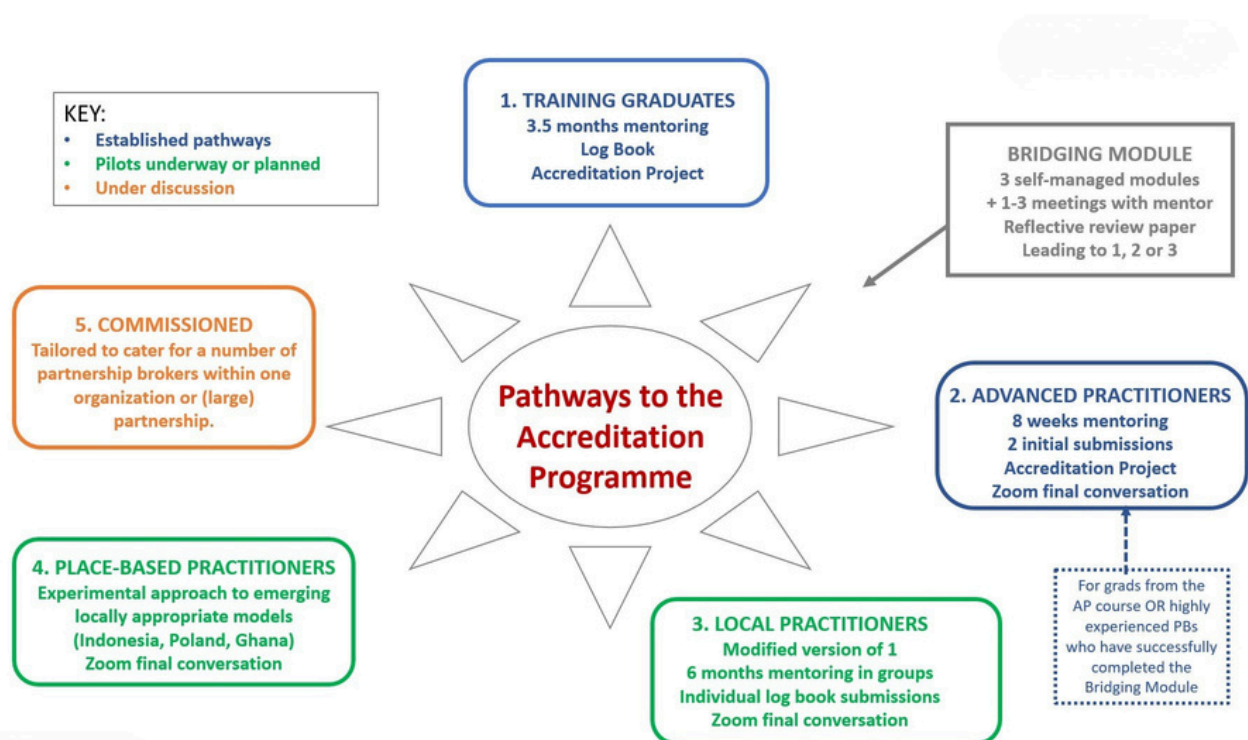 1. TRAINING GRADUATES
3.5 months mentoring
Log Book
Accreditation Project
KEY:
• Established pathways
• Pilots underway or planned
• Under discussion
BRIDGING MODULE
3 self-managed modules
+ 1-3 meetings with mentor
Reflective review paper
Leading to 1, 2 or 3
5. COMMISSIONED
Tailored to cater for a number of
partnership brokers within one
organization or (large)
partnership.
Pathways to the
Accreditation
Programme
2. ADVANCED PRACTITIONERS
8 weeks mentoring
2 initial submissions
Accreditation Project
Zoom final conversation
4. PLACE-BASED PRACTITIONERS
Experimental approach to emerging
locally appropriate models
(Indonesia, Poland, Ghana)
Zoom final conversation
3. LOCAL PRACTITIONERS
Modified version of 1
6 months mentoring in groups
Individual log book submissions
Zoom final conversation
For grads from the
AP course OR highly
experienced PBs
who have successfully
completed the
Bridging Module